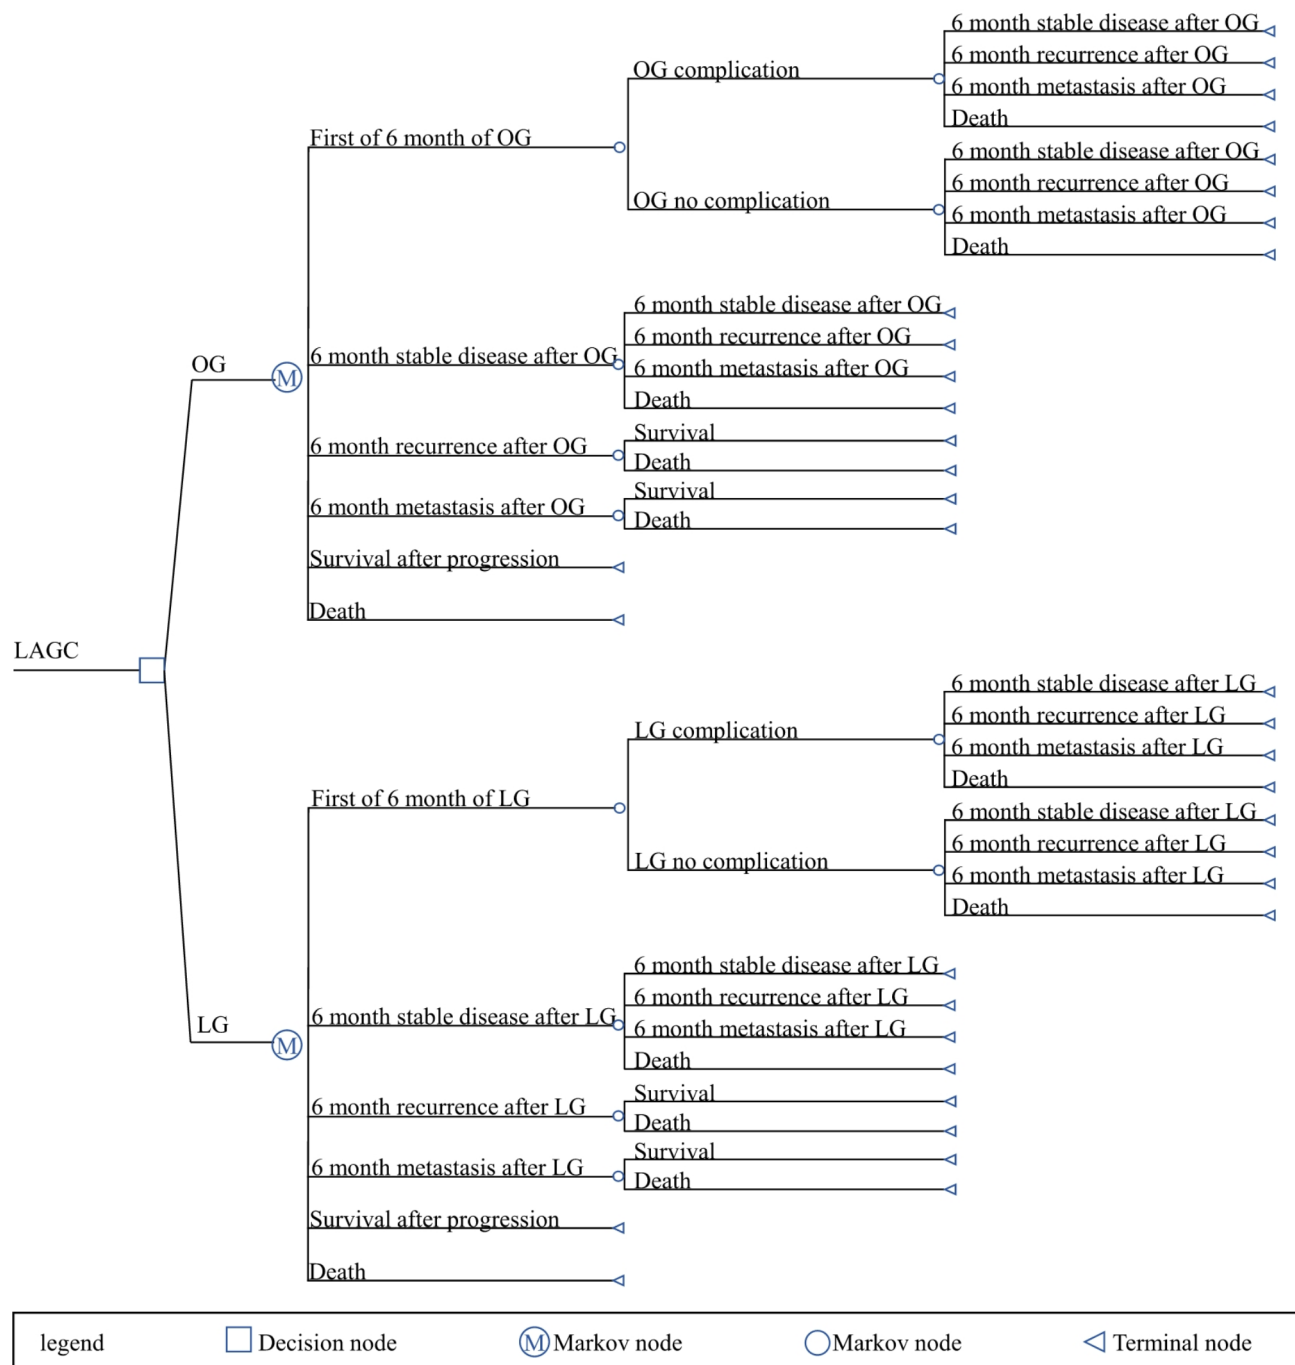 6 month stable disease after OG
6 month recurrence after OG
OG complication
6 month metastasis after OG
Death
First of 6 month of OG
6 month stable disease after OG
6 month recurrence after OG
OG no complication
6 month metastasis after OG
Death
6 month stable disease after OG
6 month recurrence after OG
6 month stable disease after OG
6 month metastasis after OG
OG
Death
Survival
6 month recurrence after OG
Death
Survival
6 month metastasis after OG
Death
Survival after progression
Death
LAGC
6 month stable disease after LG
6 month recurrence after LG
LG complication
6 month metastasis after LG
Death
First of 6 month of LG
6 month stable disease after LG
6 month recurrence after LG
LG no complication
6 month metastasis after LG
Death
6 month stable disease after LG
6 month recurrence after LG
6 month stable disease after LG
LG
6 month metastasis after LG
M
M
Death
Survival
6 month recurrence after LG
Death
Survival
6 month metastasis after LG
Death
Survival after progression
Death
legend
Decision node
M Markov node
Markov node
Terminal node